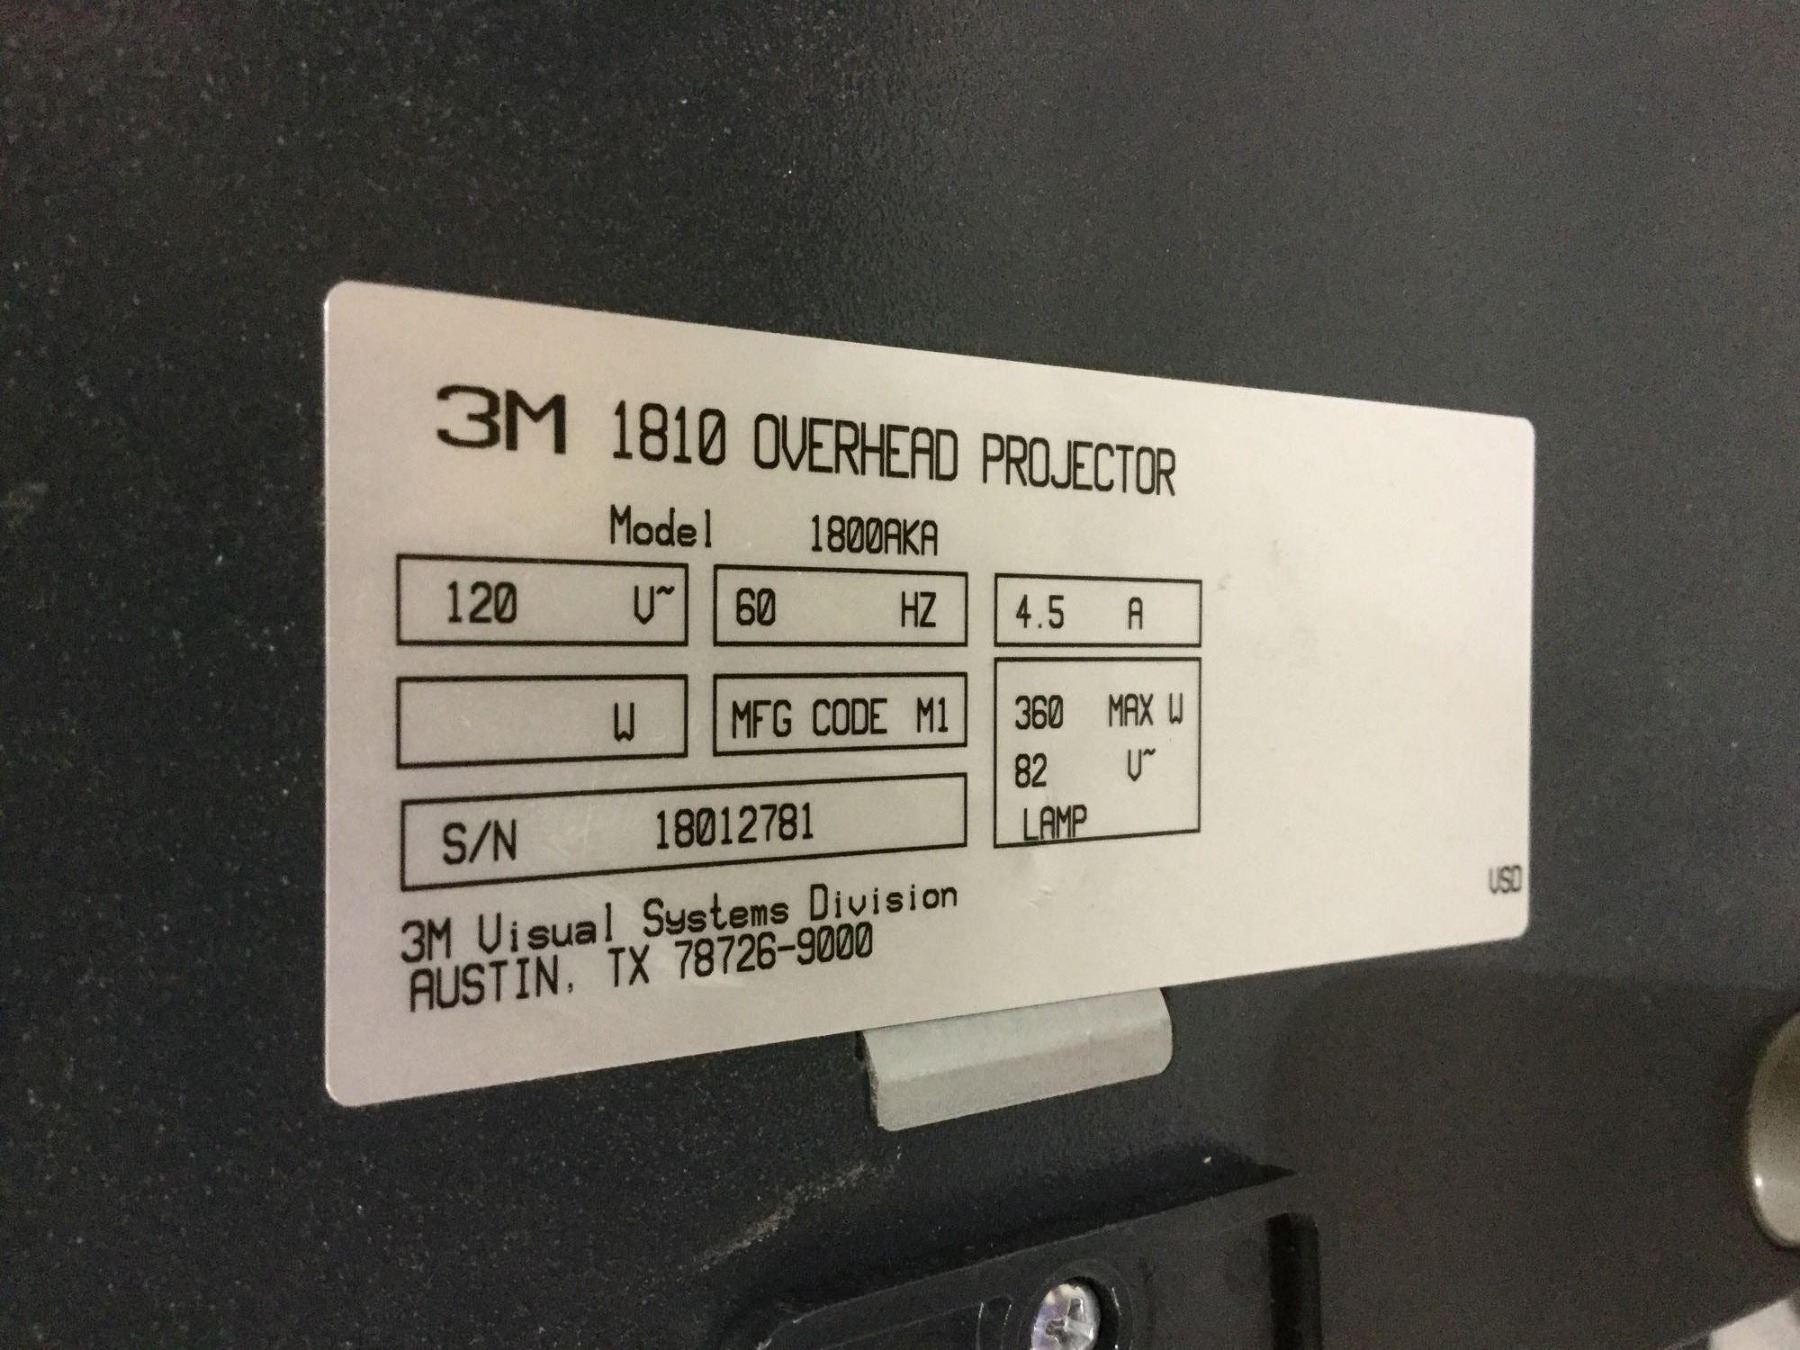 3M 1810 OVERHEAD PROJECTOR
Model 1800AKA
120 V~ 60 HZ 4.5 A
W MFG CODE M1
360 MAX W
82 V~
LAMP
S/N 18012781
3M Visual Systems Division
AUSTIN, TX 78726-9000
USD